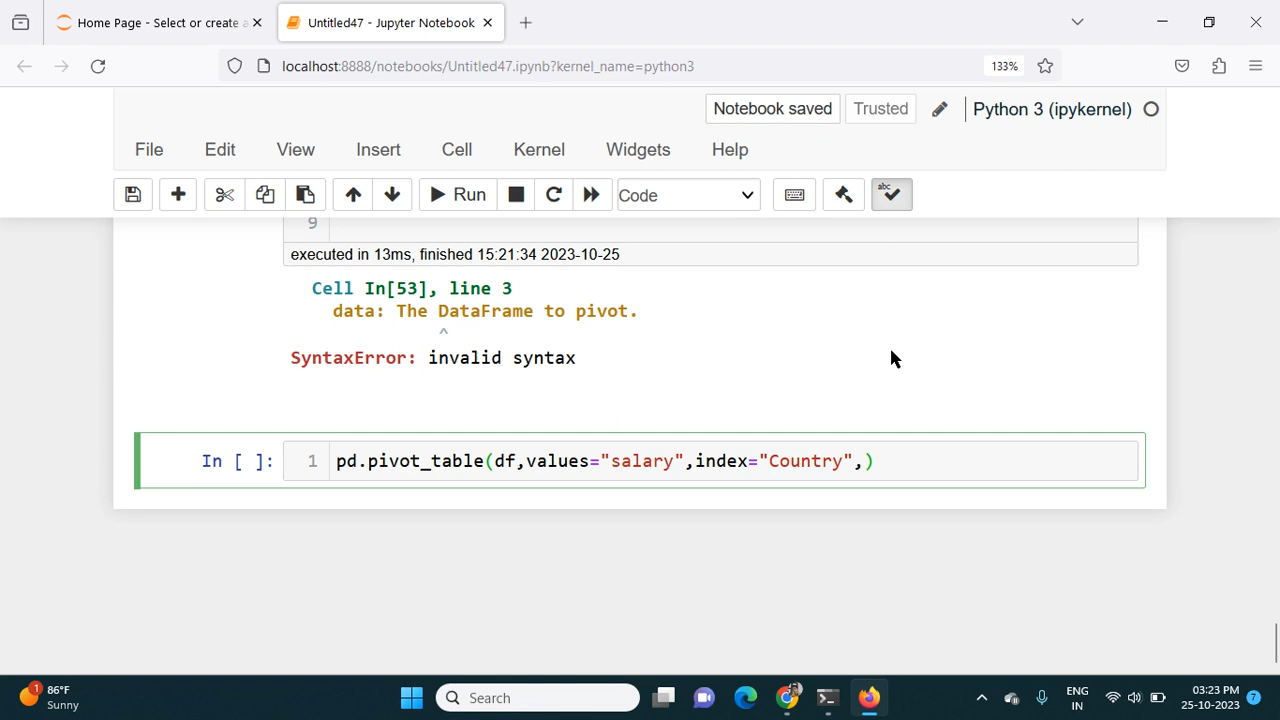 Home Page - Select or create a
Untitled47 - Jupyter Notebook
localhost:8888/notebooks/Untitled47.ipynb?kernel_name=python3
133%
Notebook saved
Trusted
Python 3 (ipykernel)
File Edit View Insert Cell Kernel Widgets Help
Run
Code
abc
9
executed in 13ms, finished 15:21:34 2023-10-25
Cell In[53], line 3
data: The DataFrame to pivot.
^
SyntaxError: invalid syntax
In [ ]:
1
pd.pivot_table(df,values="salary",index="Country",)
1
86°F
Sunny
Search
ENG
IN
03:23 PM
25-10-2023
7